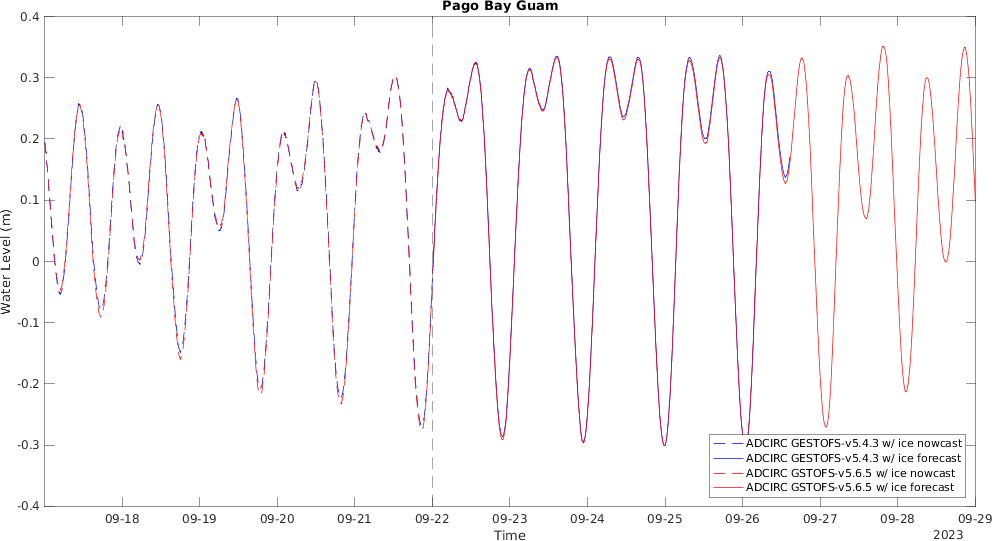 Pago Bay Guam
0.4
0.3
0.2
0.1
0
-0.1
-0.2
-0.3
-0.4
Water Level (m)
ADCIRC GESTOFS-v5.4.3 w/ ice nowcast
ADCIRC GESTOFS-v5.4.3 w/ ice forecast
ADCIRC GSTOFS-v5.6.5 w/ ice nowcast
ADCIRC GSTOFS-v5.6.5 w/ ice forecast
09-18 09-19 09-20 09-21 09-22 09-23 09-24 09-25 09-26 09-27 09-28 09-29
Time
2023